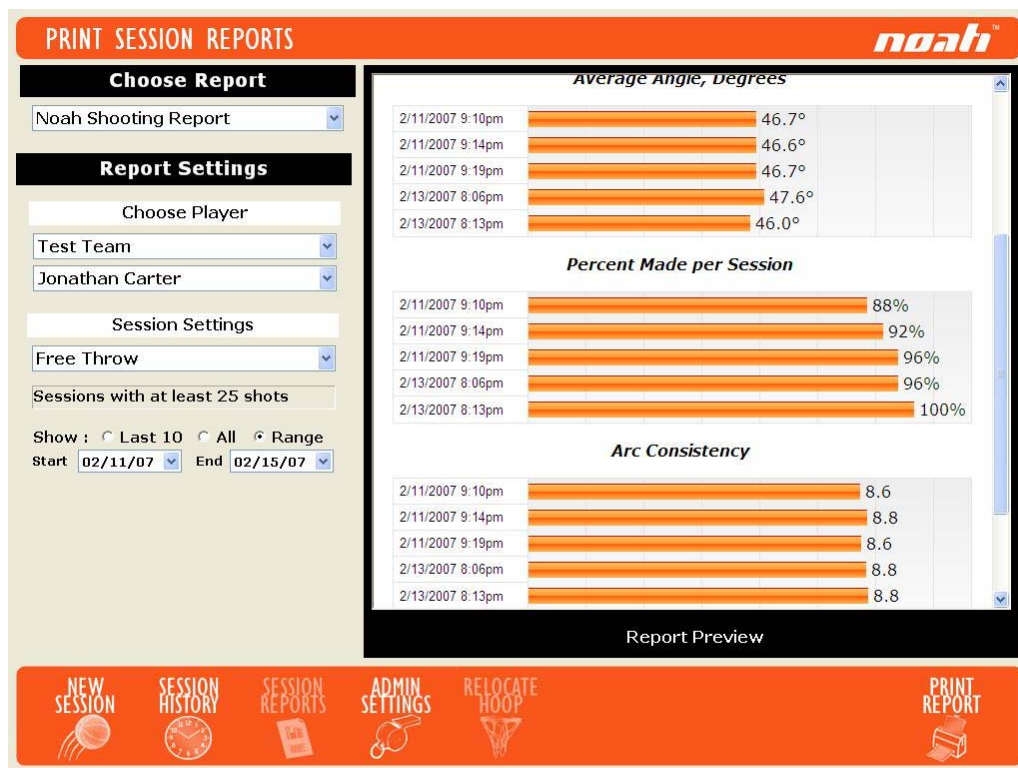 PRINT SESSION REPORTS
noah™
Choose Report
Noah Shooting Report
Report Settings
Choose Player
Test Team
Jonathan Carter
Session Settings
Free Throw
Sessions with at least 25 shots
Show : Last 10 All Range
Start 02/11/07 End 02/15/07
Average Angle, Degrees
2/11/2007 9:10pm 46.7°
2/11/2007 9:14pm 46.6°
2/11/2007 9:19pm 46.7°
2/13/2007 8:06pm 47.6°
2/13/2007 8:13pm 46.0°
Percent Made per Session
2/11/2007 9:10pm 88%
2/11/2007 9:14pm 92%
2/11/2007 9:19pm 96%
2/13/2007 8:06pm 96%
2/13/2007 8:13pm 100%
Arc Consistency
2/11/2007 9:10pm 8.6
2/11/2007 9:14pm 8.8
2/11/2007 9:19pm 8.6
2/13/2007 8:06pm 8.8
2/13/2007 8:13pm 8.8
Report Preview
NEW
SESSION
SESSION
HISTORY
SESSION
REPORTS
ADMIN
SETTINGS
RELOCATE
HOOP
PRINT
REPORT